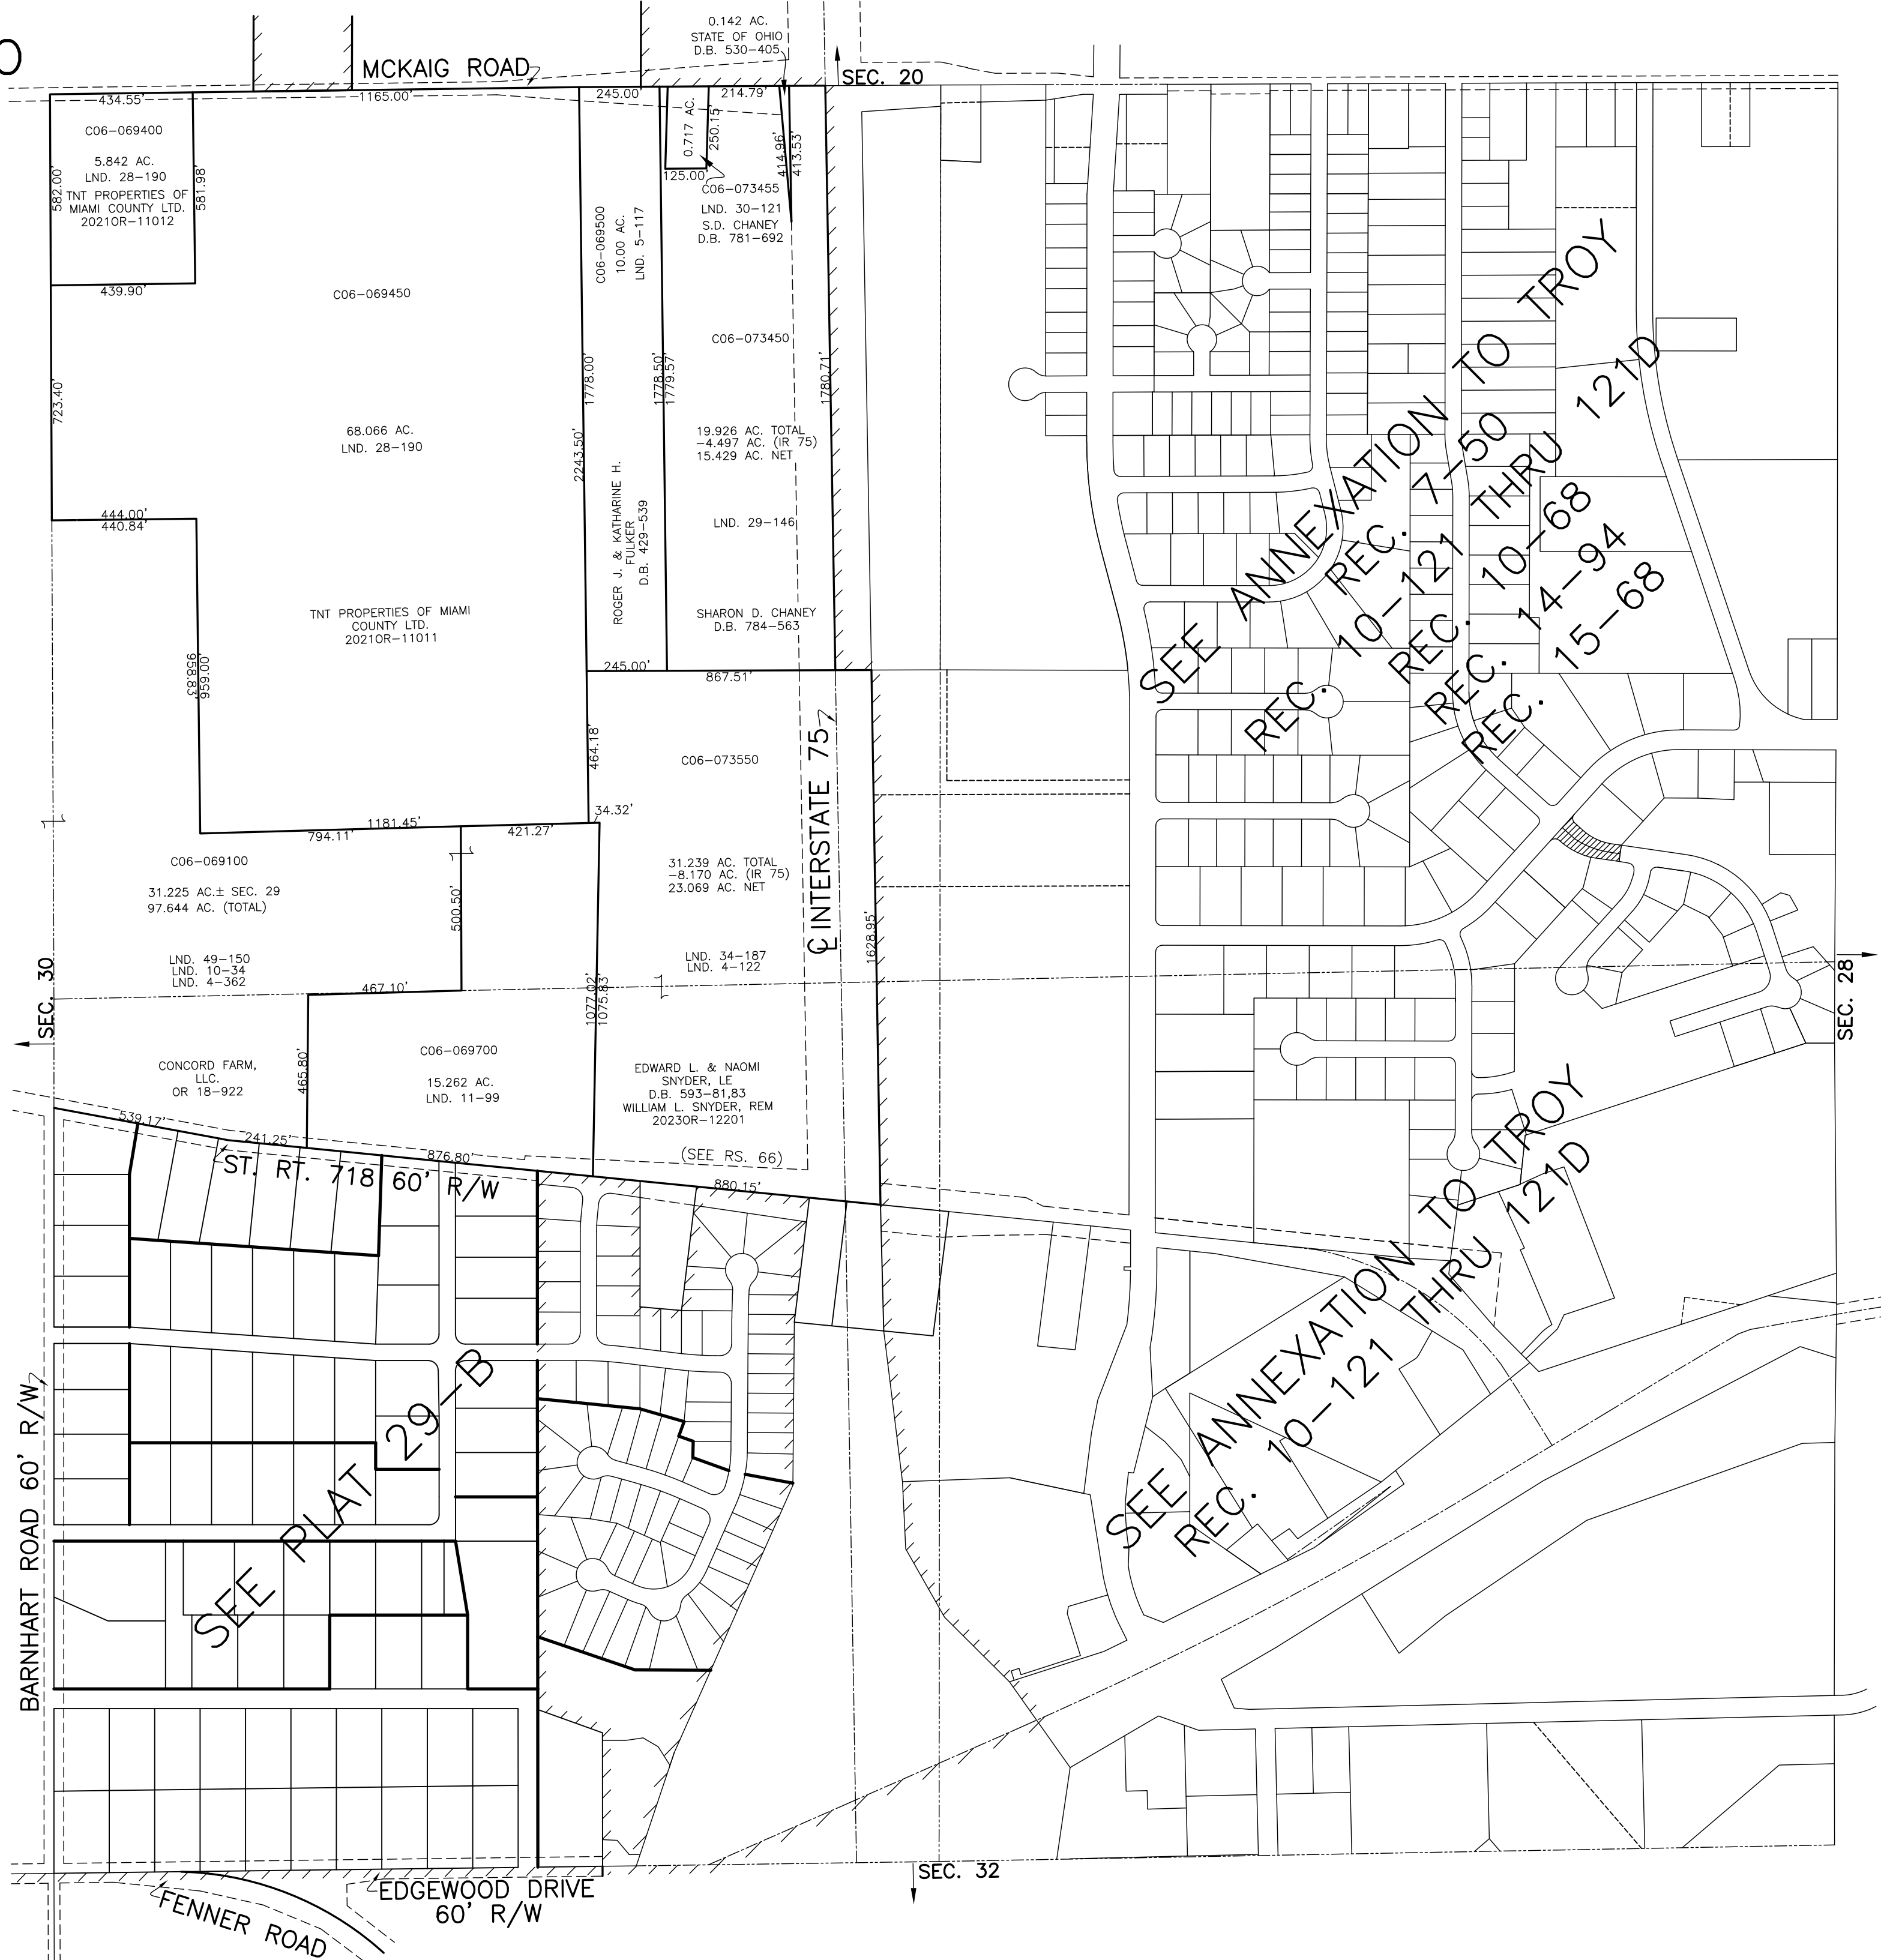 O
0.142 AC.
STATE OF OHIO
D.B. 530-405
MCKAIG ROAD
SEC. 20
434.55'
1165.00'
245.00'
214.79'
C06-069400
5.842 AC.
LND. 28-190
TNT PROPERTIES OF
MIAMI COUNTY LTD.
2021OR-11012
582.00'
581.98'
439.90'
0.717 AC.
250.15'
125.00'
414.96'
413.53'
C06-073455
LND. 30-121
S.D. CHANEY
D.B. 781-692
C06-069500
10.00 AC.
LND. 5-117
C06-069450
68.066 AC.
LND. 28-190
723.40'
444.00'
440.84'
TNT PROPERTIES OF MIAMI
COUNTY LTD.
2021OR-11011
1778.00'
2243.50'
1778.50'
1779.57'
1780.71'
C06-073450
19.926 AC. TOTAL
-4.497 AC. (IR 75)
15.429 AC. NET
LND. 29-146
SHARON D. CHANEY
D.B. 784-563
ROGER J. & KATHARINE H.
FULKER
D.B. 429-539
958.83'
959.00'
245.00'
867.51'
464.18'
C06-073550
34.32'
1181.45'
794.11'
421.27'
C06-069100
31.225 AC.± SEC. 29
97.644 AC. (TOTAL)
LND. 49-150
LND. 10-34
LND. 4-362
500.50'
31.239 AC. TOTAL
-8.170 AC. (IR 75)
23.069 AC. NET
LND. 34-187
LND. 4-122
CL INTERSTATE 75
1628.95'
SEC. 30
467.10'
1077.02'
1075.83'
465.80'
CONCORD FARM,
LLC.
OR 18-922
C06-069700
15.262 AC.
LND. 11-99
EDWARD L. & NAOMI
SNYDER, LE
D.B. 593-81,83
WILLIAM L. SNYDER, REM
2023OR-12201
(SEE RS. 66)
539.17'
241.25'
876.80'
880.15'
ST. RT. 718 60' R/W
SEE ANNEXATION TO TROY
REC. 7-50
REC. 10-121 THRU 121D
REC. 10-68
REC. 14-94
REC. 15-68
SEC. 28
SEE ANNEXATION TO TROY
REC. 10-121 THRU 121D
SEE PLAT 29-B
BARNHART ROAD 60' R/W
SEC. 32
EDGEWOOD DRIVE
60' R/W
FENNER ROAD